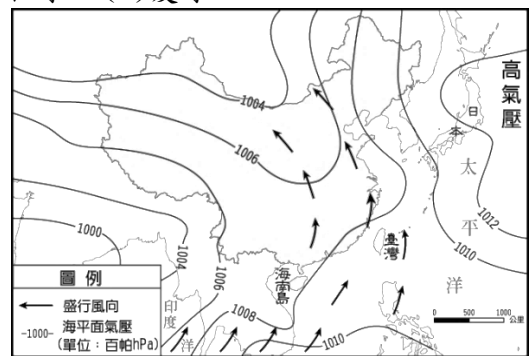 1004
1006
高氣壓
日本
太平洋
1012
1010
1000
1004
1006
1008
1010
臺灣
海南島
印度洋
圖例
盛行風向
-1000- 海平面氣壓
(單位:百帕hPa)
0 500 1000
公里